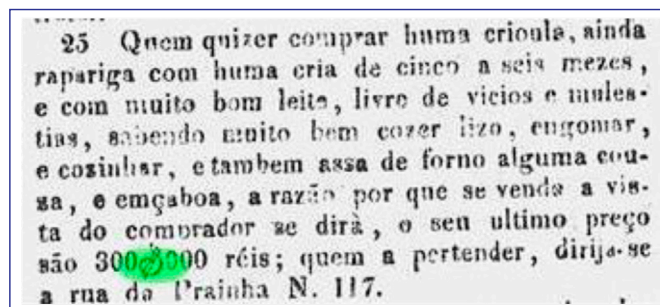 25 Quem quizer comprar huma crioula, ainda
rapariga com huma cria de cinco a seis mezes,
e com muito bom leite, livre de vicios e moles-
tias, sabendo muito bem cozer lizo, engomar,
e cosinhar, e tambem assa de forno alguma cou-
sa, e emçaboa, a razão por que se vende a vis-
ta do comprador se dirà, o seu ultimo preço
são 300$000 réis; quem a pertender, dirija-se
a rua da Prainha N. 117.